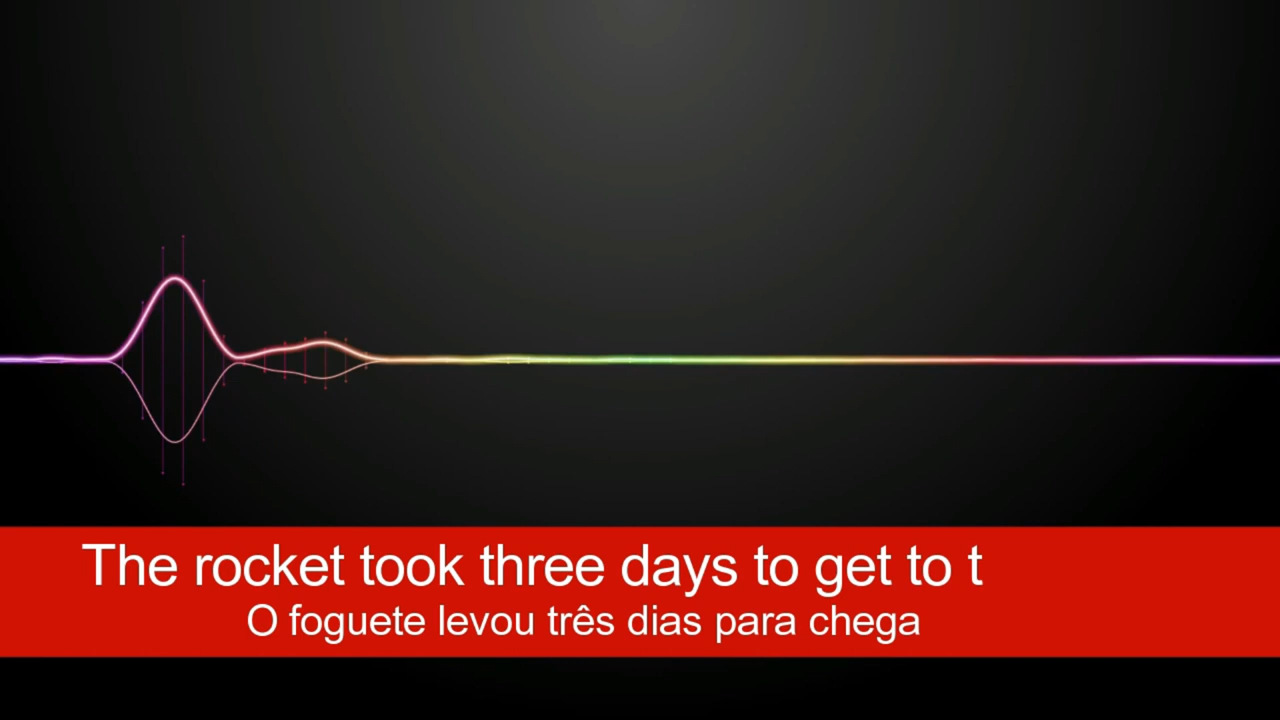 The rocket took three days to get to t
O foguete levou três dias para chega